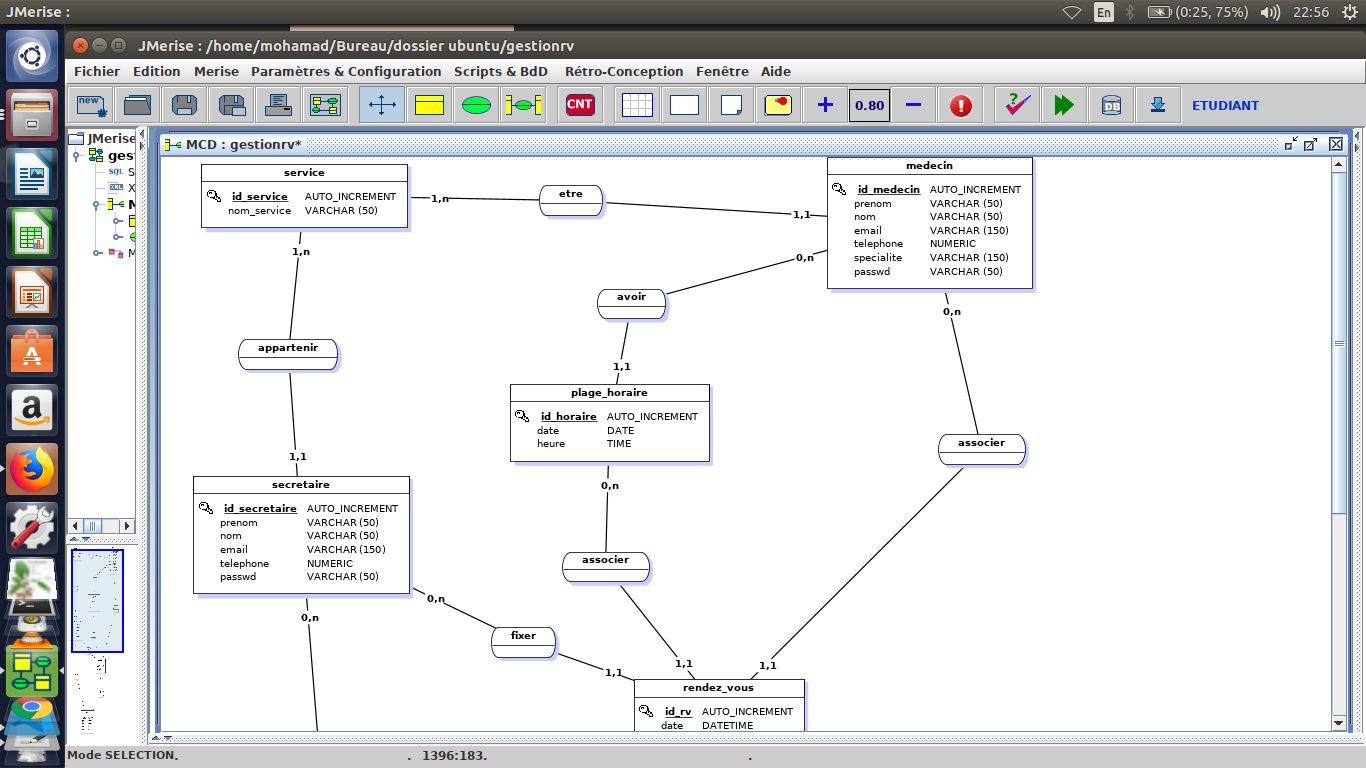 JMerise :
En
(0:25, 75%)
22:56
JMerise : /home/mohamad/Bureau/dossier ubuntu/gestionrv
Fichier Edition Merise Paramètres & Configuration Scripts & BdD Rétro-Conception Fenêtre Aide
new
CNT
0.80
DB
ETUDIANT
JMerise
ges
SQL S
XML X
M
M
MCD : gestionrv*
service
id_service AUTO_INCREMENT
nom_service VARCHAR (50)
1,n
etre
1,1
medecin
id_medecin AUTO_INCREMENT
prenom VARCHAR (50)
nom VARCHAR (50)
email VARCHAR (150)
telephone NUMERIC
specialite VARCHAR (150)
passwd VARCHAR (50)
1,n
0,n
avoir
0,n
appartenir
1,1
plage_horaire
id_horaire AUTO_INCREMENT
date DATE
heure TIME
associer
1,1
0,n
secretaire
id_secretaire AUTO_INCREMENT
prenom VARCHAR (50)
nom VARCHAR (50)
email VARCHAR (150)
telephone NUMERIC
passwd VARCHAR (50)
associer
0,n
0,n
fixer
1,1
1,1
1,1
rendez_vous
id_rv AUTO_INCREMENT
date DATETIME
Mode SELECTION. . 1396:183. .